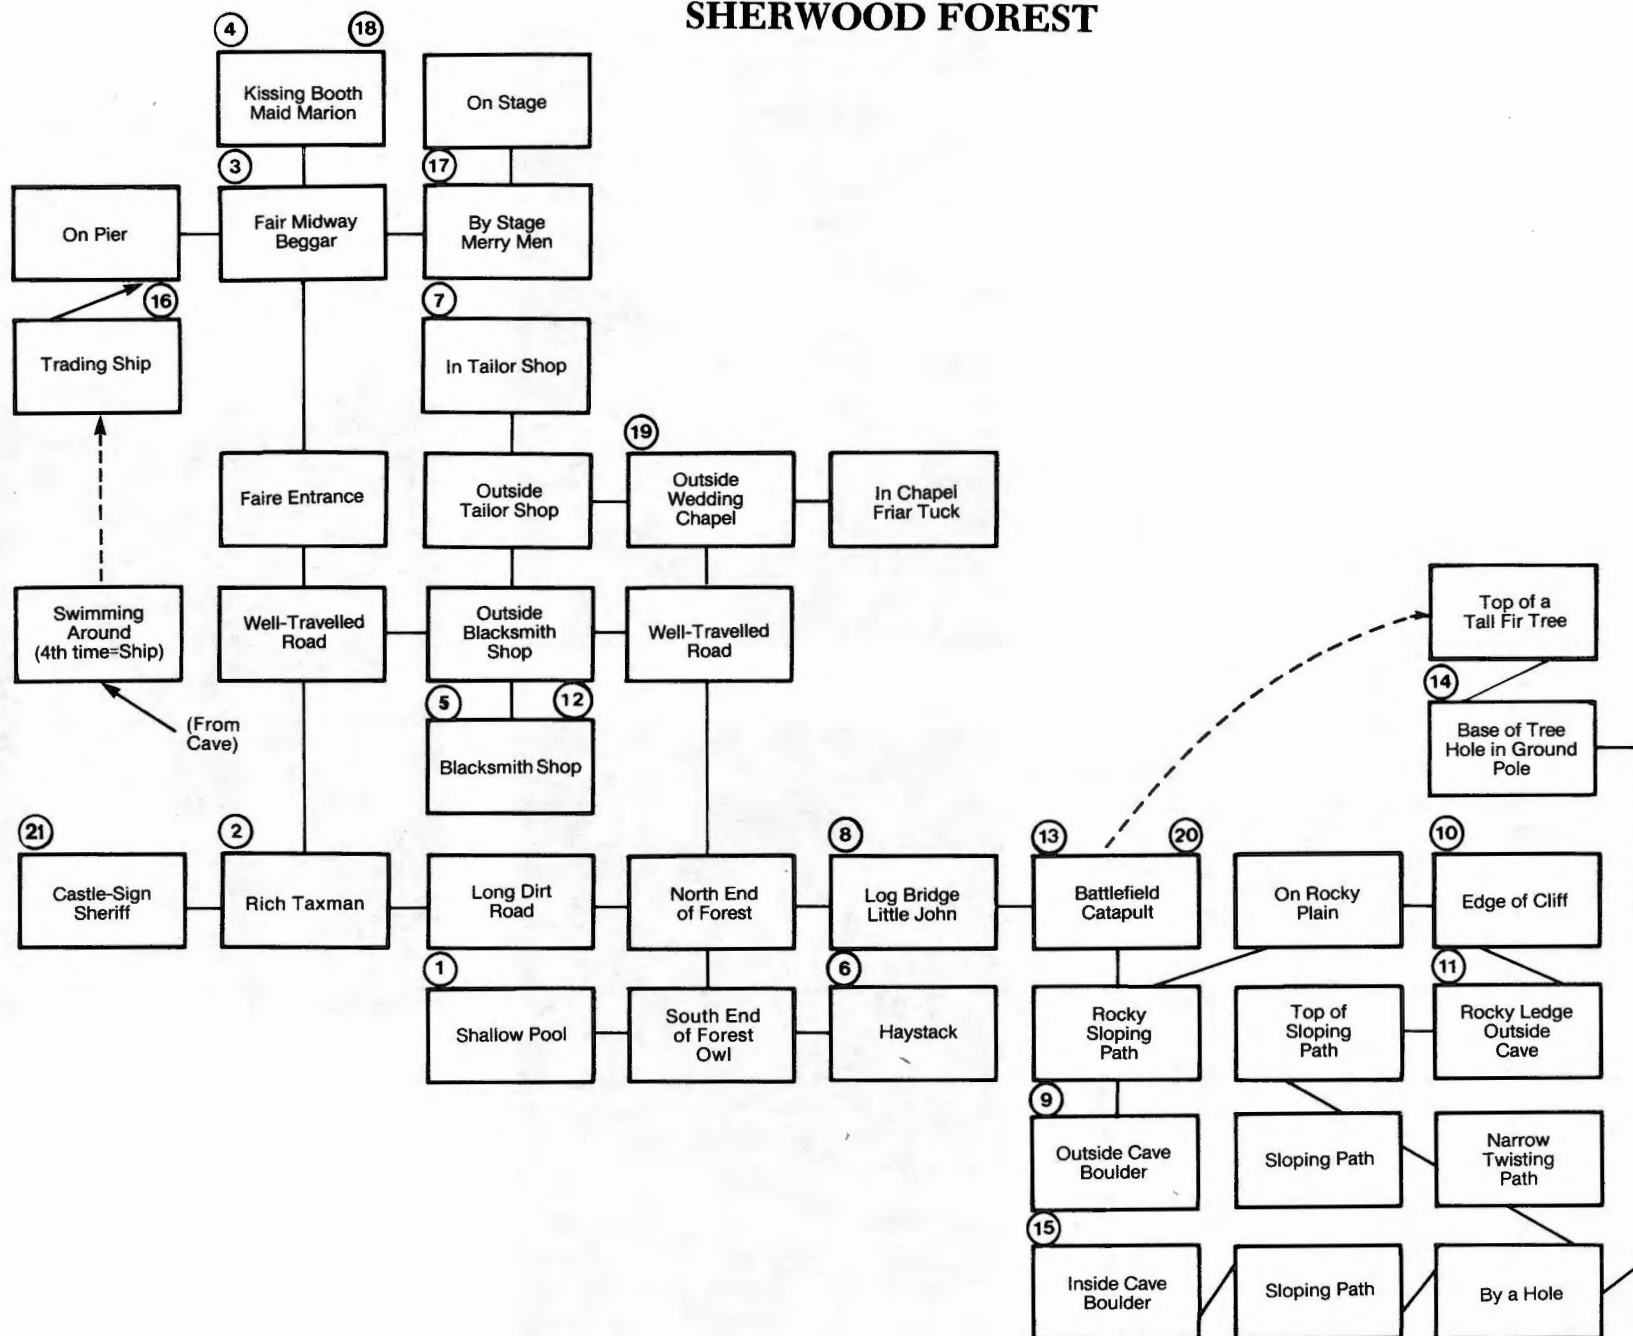 SHERWOOD FOREST
4
18
Kissing Booth
Maid Marion
On Stage
3
17
On Pier
Fair Midway
Beggar
By Stage
Merry Men
16
7
Trading Ship
In Tailor Shop
19
Faire Entrance
Outside
Tailor Shop
Outside
Wedding
Chapel
In Chapel
Friar Tuck
Swimming
Around
(4th time=Ship)
Well-Travelled
Road
Outside
Blacksmith
Shop
Well-Travelled
Road
Top of a
Tall Fir Tree
(From
Cave)
5
12
14
Blacksmith Shop
Base of Tree
Hole in Ground
Pole
21
2
8
13
20
10
Castle-Sign
Sheriff
Rich Taxman
Long Dirt
Road
North End
of Forest
Log Bridge
Little John
Battlefield
Catapult
On Rocky
Plain
Edge of Cliff
1
6
11
Shallow Pool
South End
of Forest
Owl
Haystack
Rocky
Sloping
Path
Top of
Sloping
Path
Rocky Ledge
Outside
Cave
9
Outside Cave
Boulder
Sloping Path
Narrow
Twisting
Path
15
Inside Cave
Boulder
Sloping Path
By a Hole